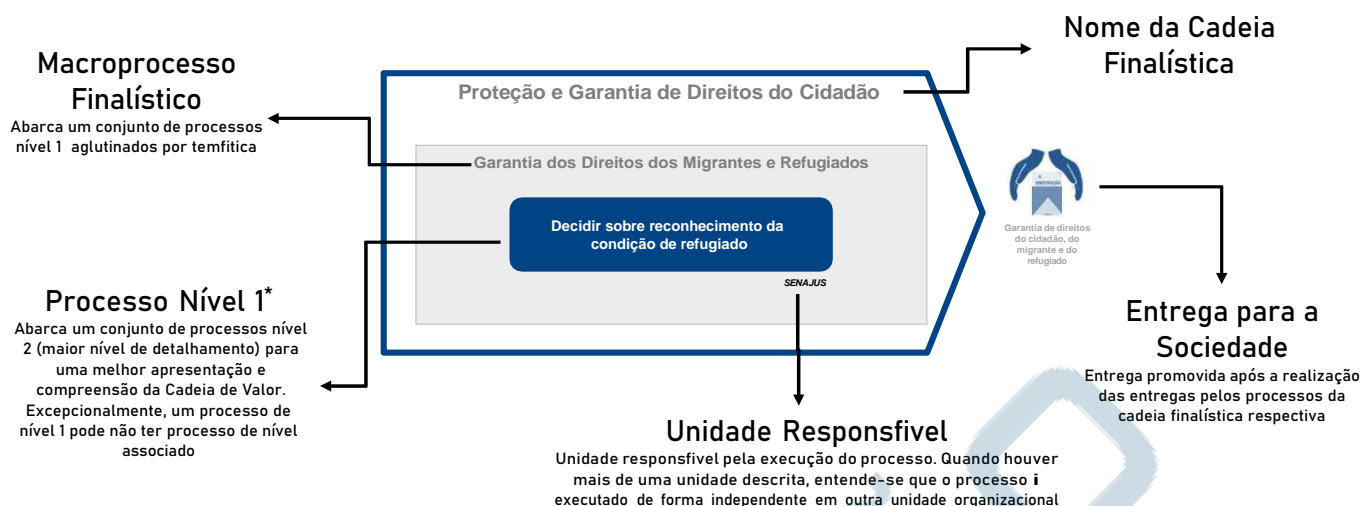 Nome da Cadeia
Finalística
Macroprocesso
Finalístico
Abarca um conjunto de processos
nível 1 aglutinados por temfitica
Proteção e Garantia de Direitos do Cidadão
Garantia dos Direitos dos Migrantes e Refugiados
Decidir sobre reconhecimento da
condição de refugiado
SENAJUS
Garantia de direitos
do cidadão, do
migrante e do
refugiado
Processo Nível 1*
Abarca um conjunto de processos nível
2 (maior nível de detalhamento) para
uma melhor apresentação e
compreensão da Cadeia de Valor.
Excepcionalmente, um processo de
nível 1 pode não ter processo de nível
associado
Entrega para a
Sociedade
Entrega promovida após a realização
das entregas pelos processos da
cadeia finalística respectiva
Unidade Responsfivel
Unidade responsfivel pela execução do processo. Quando houver
mais de uma unidade descrita, entende-se que o processo i
executado de forma independente em outra unidade organizacional